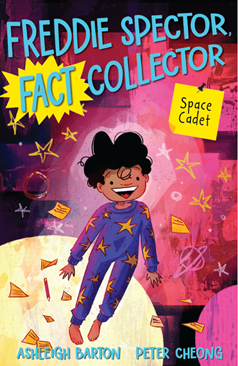 FREDDIE SPECTOR,
FACT COLLECTOR
Space
Cadet
ASHLEIGH BARTON PETER CHEONG